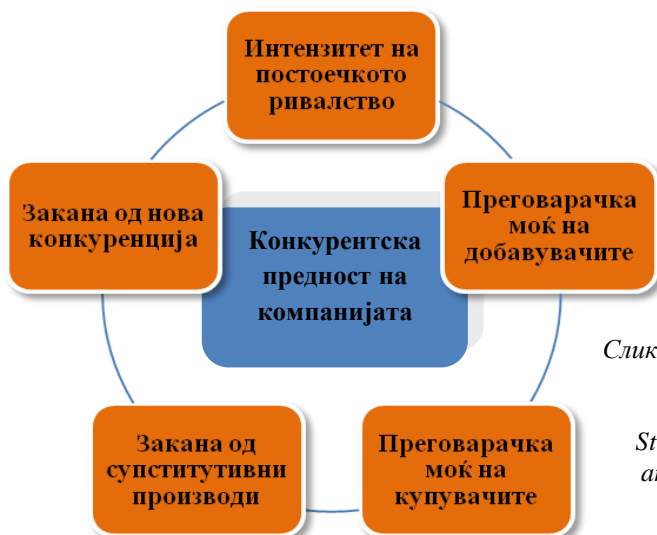 Интензитет на
постоечкото
ривалство
Закана од нова
конкуренција
Преговарачка
моќ на
добавувачите
Конкурентска
предност на
компанијата
Закана од
супститутивни
производи
Преговарачка
моќ на
купувачите